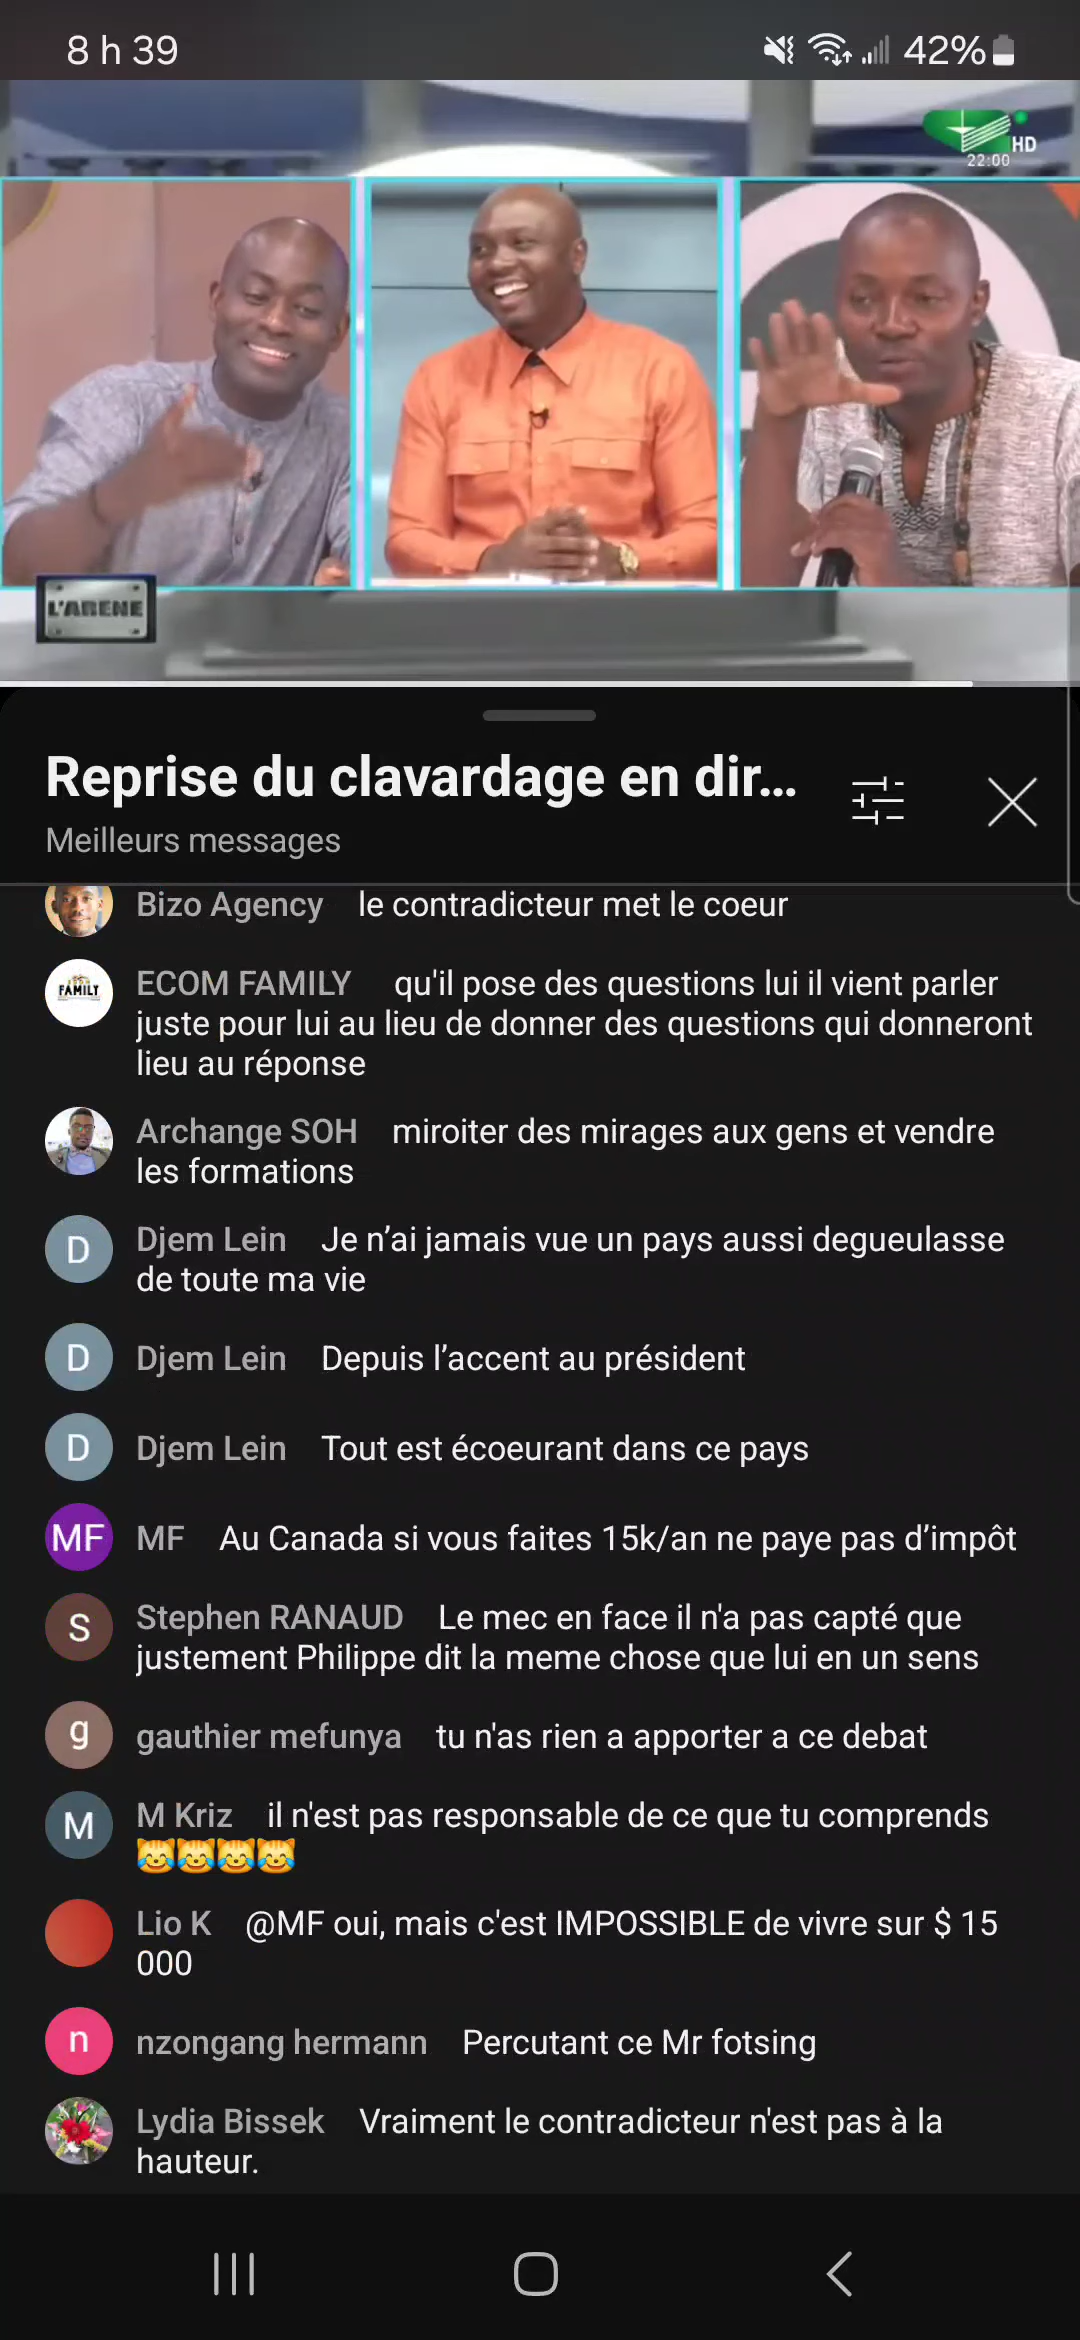 8 h 39
42%
HD
22:00
L'ARENE
Reprise du clavardage en dir...
Meilleurs messages
Bizo Agency le contradicteur met le coeur
FAMILY
ECOM FAMILY qu'il pose des questions lui il vient parler
juste pour lui au lieu de donner des questions qui donneront
lieu au réponse
Archange SOH miroiter des mirages aux gens et vendre
les formations
D
Djem Lein Je n’ai jamais vue un pays aussi degueulasse
de toute ma vie
D
Djem Lein Depuis l’accent au président
D
Djem Lein Tout est écoeurant dans ce pays
MF
MF Au Canada si vous faites 15k/an ne paye pas d’impôt
S
Stephen RANAUD Le mec en face il n'a pas capté que
justement Philippe dit la meme chose que lui en un sens
g
gauthier mefunya tu n'as rien a apporter a ce debat
M
M Kriz il n'est pas responsable de ce que tu comprends
😹😹😹😹
Lio K @MF oui, mais c'est IMPOSSIBLE de vivre sur $ 15
000
n
nzongang hermann Percutant ce Mr fotsing
Lydia Bissek Vraiment le contradicteur n'est pas à la
hauteur.